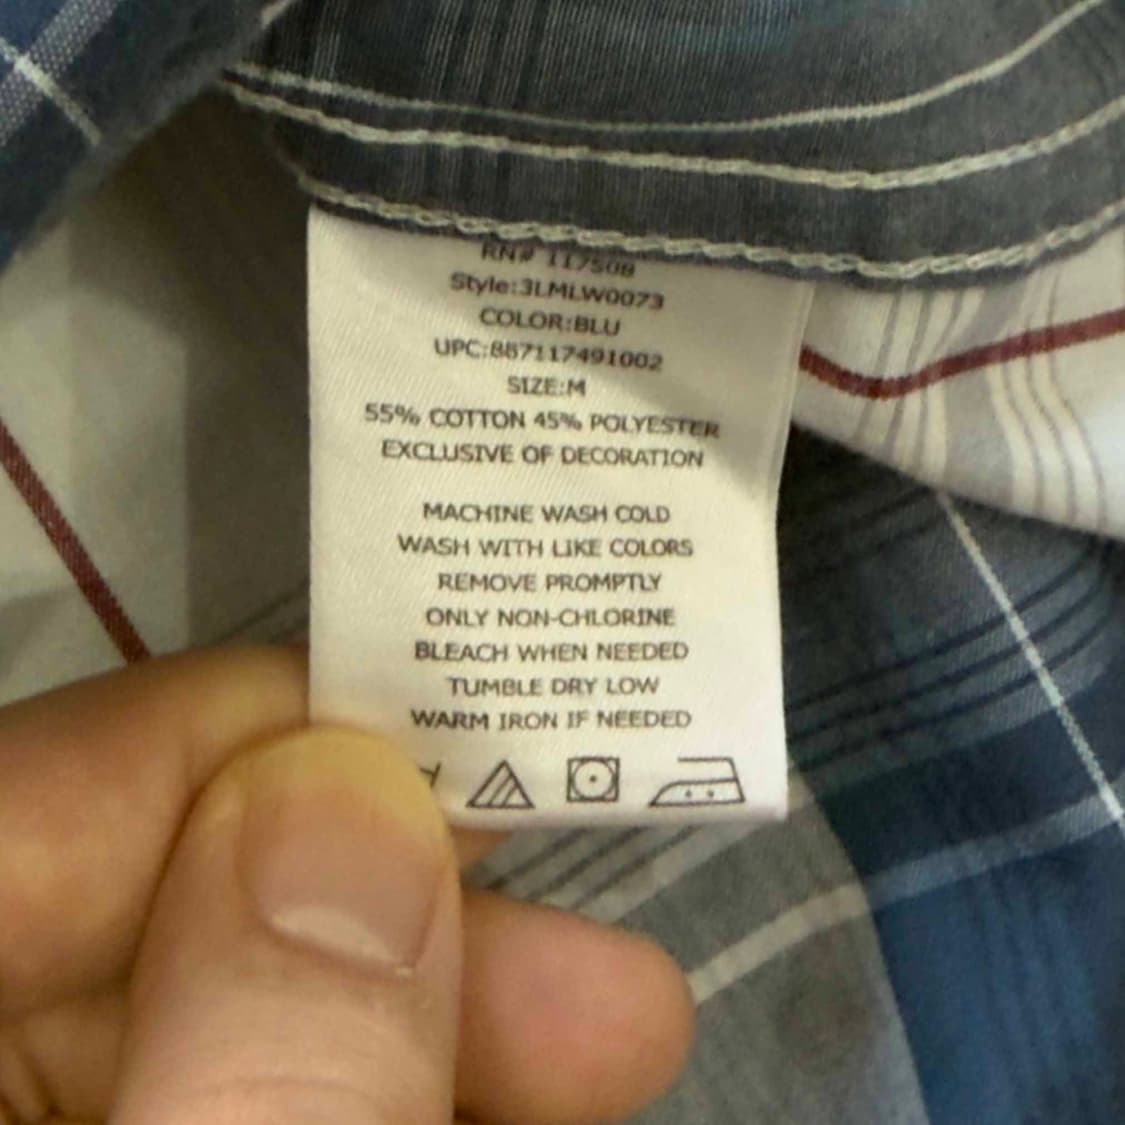 RN# 117508
Style:3LMLW0073
COLOR:BLU
UPC:887117491002
SIZE:M
55% COTTON 45% POLYESTER
EXCLUSIVE OF DECORATION
MACHINE WASH COLD
WASH WITH LIKE COLORS
REMOVE PROMPTLY
ONLY NON-CHLORINE
BLEACH WHEN NEEDED
TUMBLE DRY LOW
WARM IRON IF NEEDED